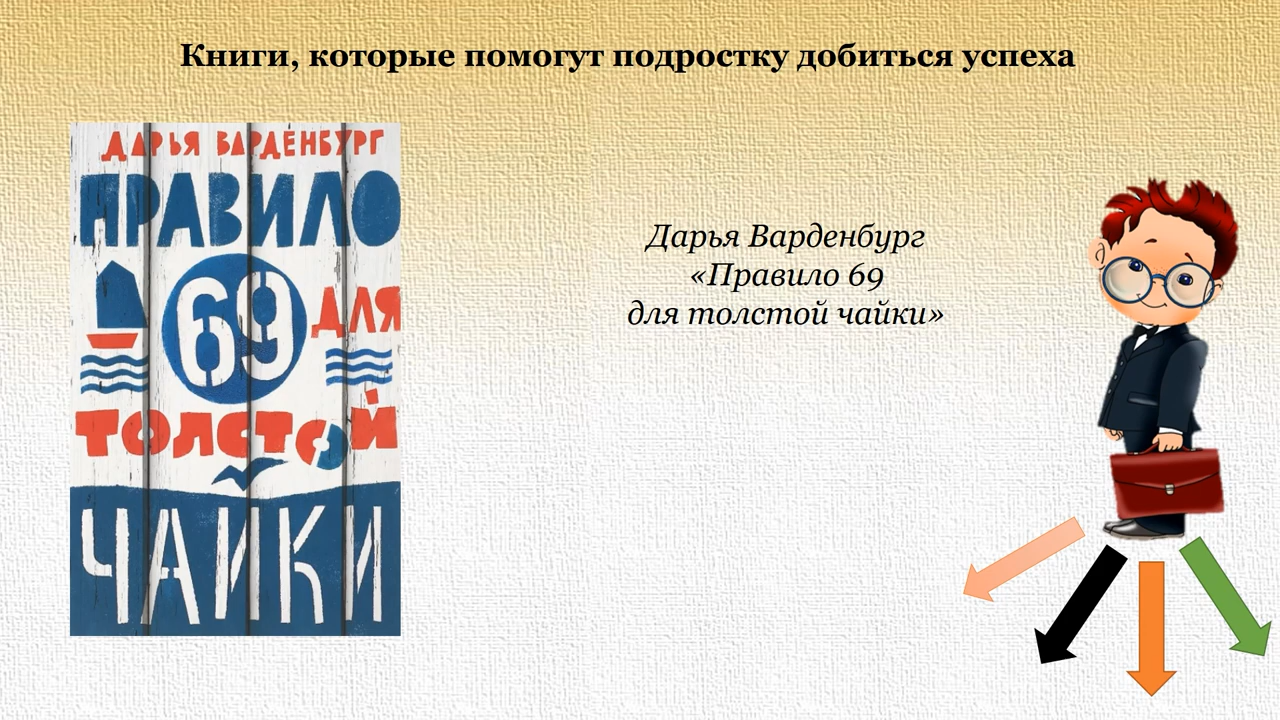 Книги, которые помогут подростку добиться успеха
ДАРЬЯ ВАРДЕНБУРГ
ПРАВИЛО
69 ДЛЯ
ТОЛСТОЙ
ЧАЙКИ
Дарья Варденбург
«Правило 69
для толстой чайки»